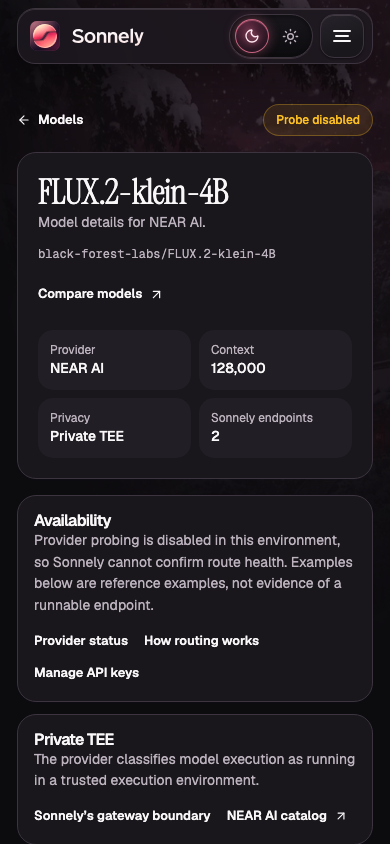 Sonnely
Models
Probe disabled
FLUX.2-klein-4B
Model details for NEAR AI.
black-forest-labs/FLUX.2-klein-4B
Compare models
Provider
NEAR AI
Context
128,000
Privacy
Private TEE
Sonnely endpoints
2
Availability
Provider probing is disabled in this environment,
so Sonnely cannot confirm route health. Examples
below are reference examples, not evidence of a
runnable endpoint.
Provider status How routing works
Manage API keys
Private TEE
The provider classifies model execution as running
in a trusted execution environment.
Sonnely's gateway boundary NEAR AI catalog